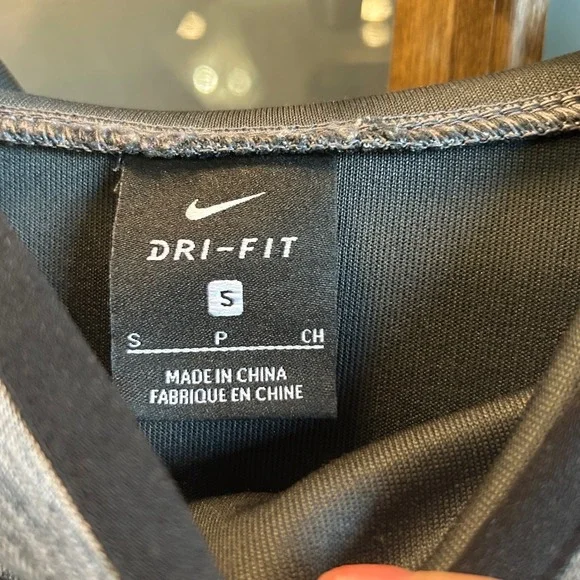 DRI-FIT
S
S P CH
MADE IN CHINA
FABRIQUE EN CHINE